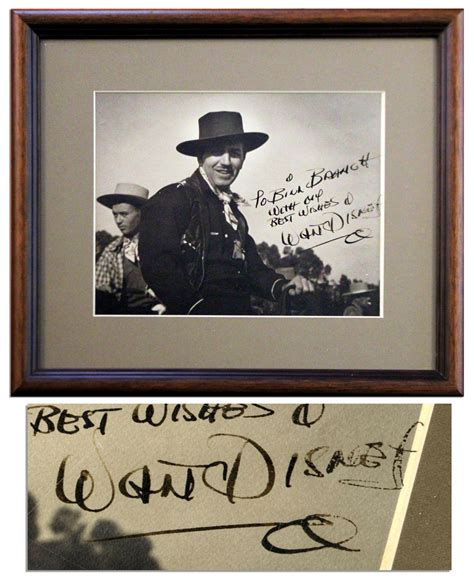 To Bill Branch
With my
Best Wishes
Walt Disney
Best Wishes
Walt Disney